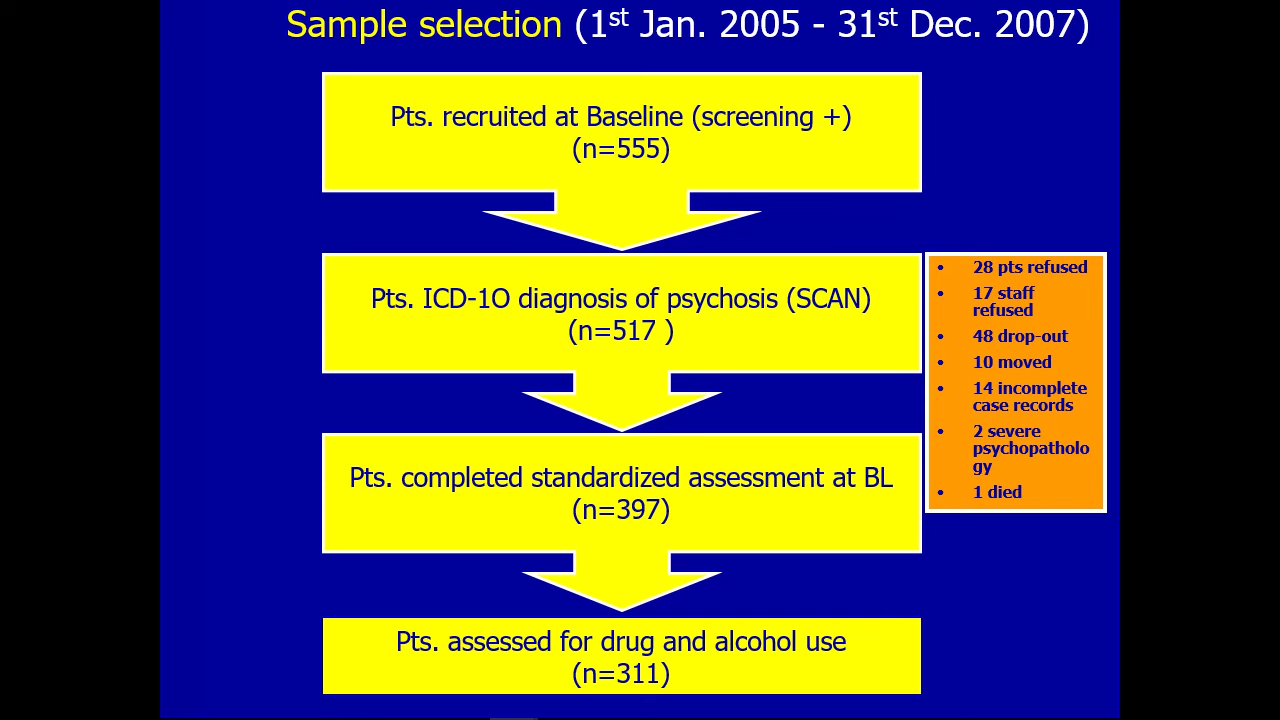 Sample selection (1st Jan. 2005 - 31st Dec. 2007)
Pts. recruited at Baseline (screening +)
(n=555)
Pts. ICD-1O diagnosis of psychosis (SCAN)
(n=517 )
• 28 pts refused
• 17 staff
refused
• 48 drop-out
• 10 moved
• 14 incomplete
case records
• 2 severe
psychopatholo
gy
• 1 died
Pts. completed standardized assessment at BL
(n=397)
Pts. assessed for drug and alcohol use
(n=311)